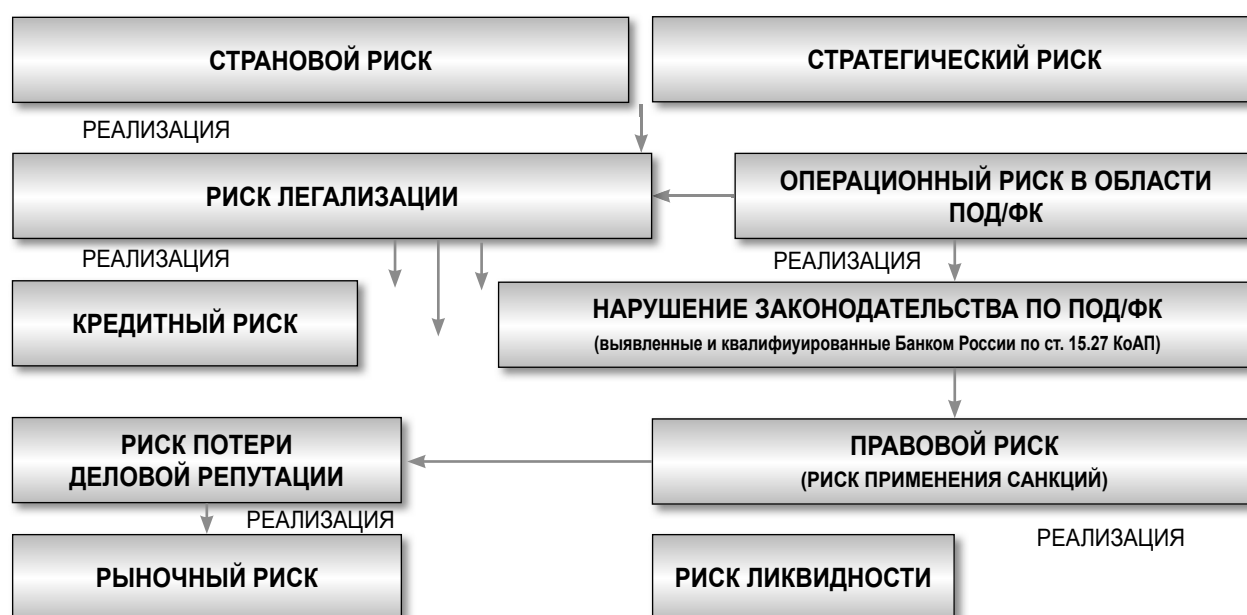 СТРАНОВОЙ РИСК
СТРАТЕГИЧЕСКИЙ РИСК
РЕАЛИЗАЦИЯ
РИСК ЛЕГАЛИЗАЦИИ
ОПЕРАЦИОННЫЙ РИСК В ОБЛАСТИ
ПОД/ФК
РЕАЛИЗАЦИЯ
РЕАЛИЗАЦИЯ
КРЕДИТНЫЙ РИСК
НАРУШЕНИЕ ЗАКОНОДАТЕЛЬСТВА ПО ПОД/ФК
(выявленные и квалифиуированные Банком России по ст. 15.27 КоАП)
РИСК ПОТЕРИ
ДЕЛОВОЙ РЕПУТАЦИИ
ПРАВОВОЙ РИСК
(РИСК ПРИМЕНЕНИЯ САНКЦИЙ)
РЕАЛИЗАЦИЯ
РЕАЛИЗАЦИЯ
РЫНОЧНЫЙ РИСК
РИСК ЛИКВИДНОСТИ